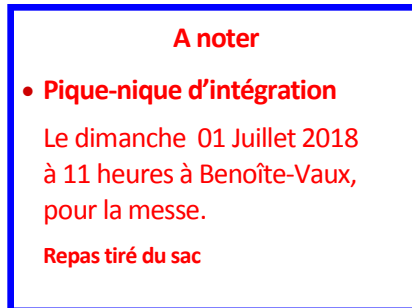 A noter
• Pique-nique d’intégration
Le dimanche 01 Juillet 2018
à 11 heures à Benoîte-Vaux,
pour la messe.
Repas tiré du sac